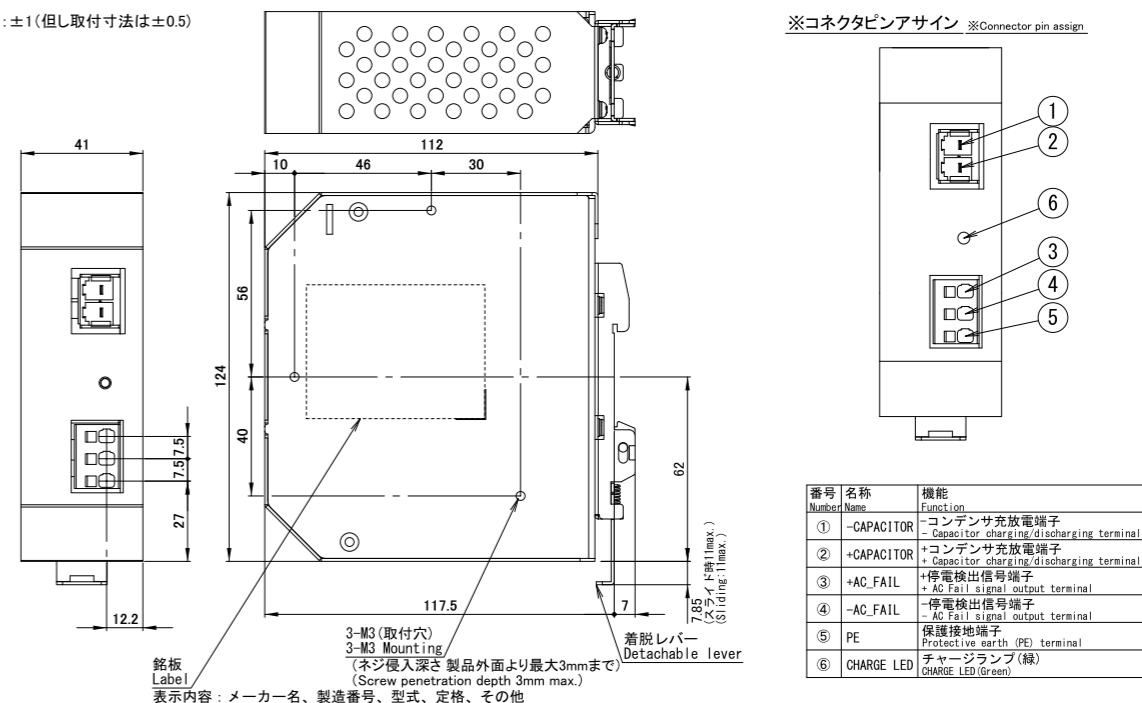 ：±1(但し取付寸法は±0.5)
※コネクタピンアサイン ※Connector pin assign
41
112
10
46
30
56
124
40
62
7.5
7.5
27
12.2
117.5
7
7.85
(スライド時11max.)
(Sliding:11max.)
3-M3(取付穴)
3-M3 Mounting
(ネジ侵入深さ 製品外面より最大3mmまで)
(Screw penetration depth 3mm max.)
着脱レバー
Detachable lever
銘板
Label
表示内容：メーカー名、製造番号、型式、定格、その他
1
2
6
3
4
5
番号 名称 機能
Number Name Function
① -CAPACITOR -コンデンサ充放電端子
- Capacitor charging/discharging terminal
② +CAPACITOR +コンデンサ充放電端子
+ Capacitor charging/discharging terminal
③ +AC_FAIL +停電検出信号端子
+ AC Fail signal output terminal
④ -AC_FAIL -停電検出信号端子
- AC Fail signal output terminal
⑤ PE 保護接地端子
Protective earth (PE) terminal
⑥ CHARGE LED チャージランプ(緑)
CHARGE LED(Green)